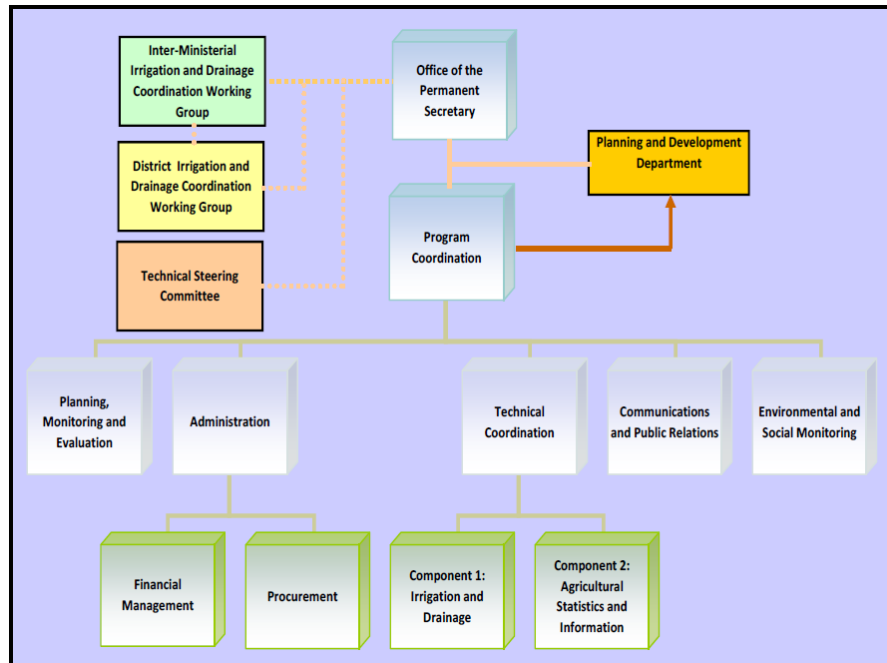 Inter-Ministerial
Irrigation and Drainage
Coordination Working
Group
Office of the
Permanent
Secretary
Planning and Development
Department
District Irrigation and
Drainage Coordination
Working Group
Program
Coordination
Technical Steering
Committee
Planning,
Monitoring and
Evaluation
Administration
Technical
Coordination
Communications
and Public Relations
Environmental and
Social Monitoring
Financial
Management
Procurement
Component 1:
Irrigation and
Drainage
Component 2:
Agricultural
Statistics and
Information